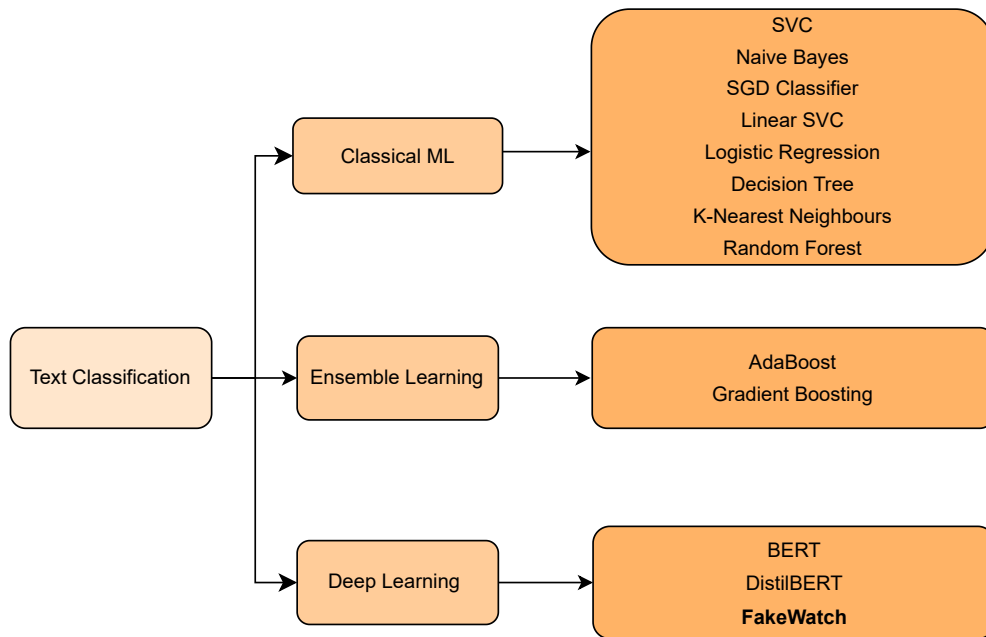 Text Classification
Classical ML
SVC
Naive Bayes
SGD Classifier
Linear SVC
Logistic Regression
Decision Tree
K-Nearest Neighbours
Random Forest
Ensemble Learning
AdaBoost
Gradient Boosting
Deep Learning
BERT
DistilBERT
FakeWatch